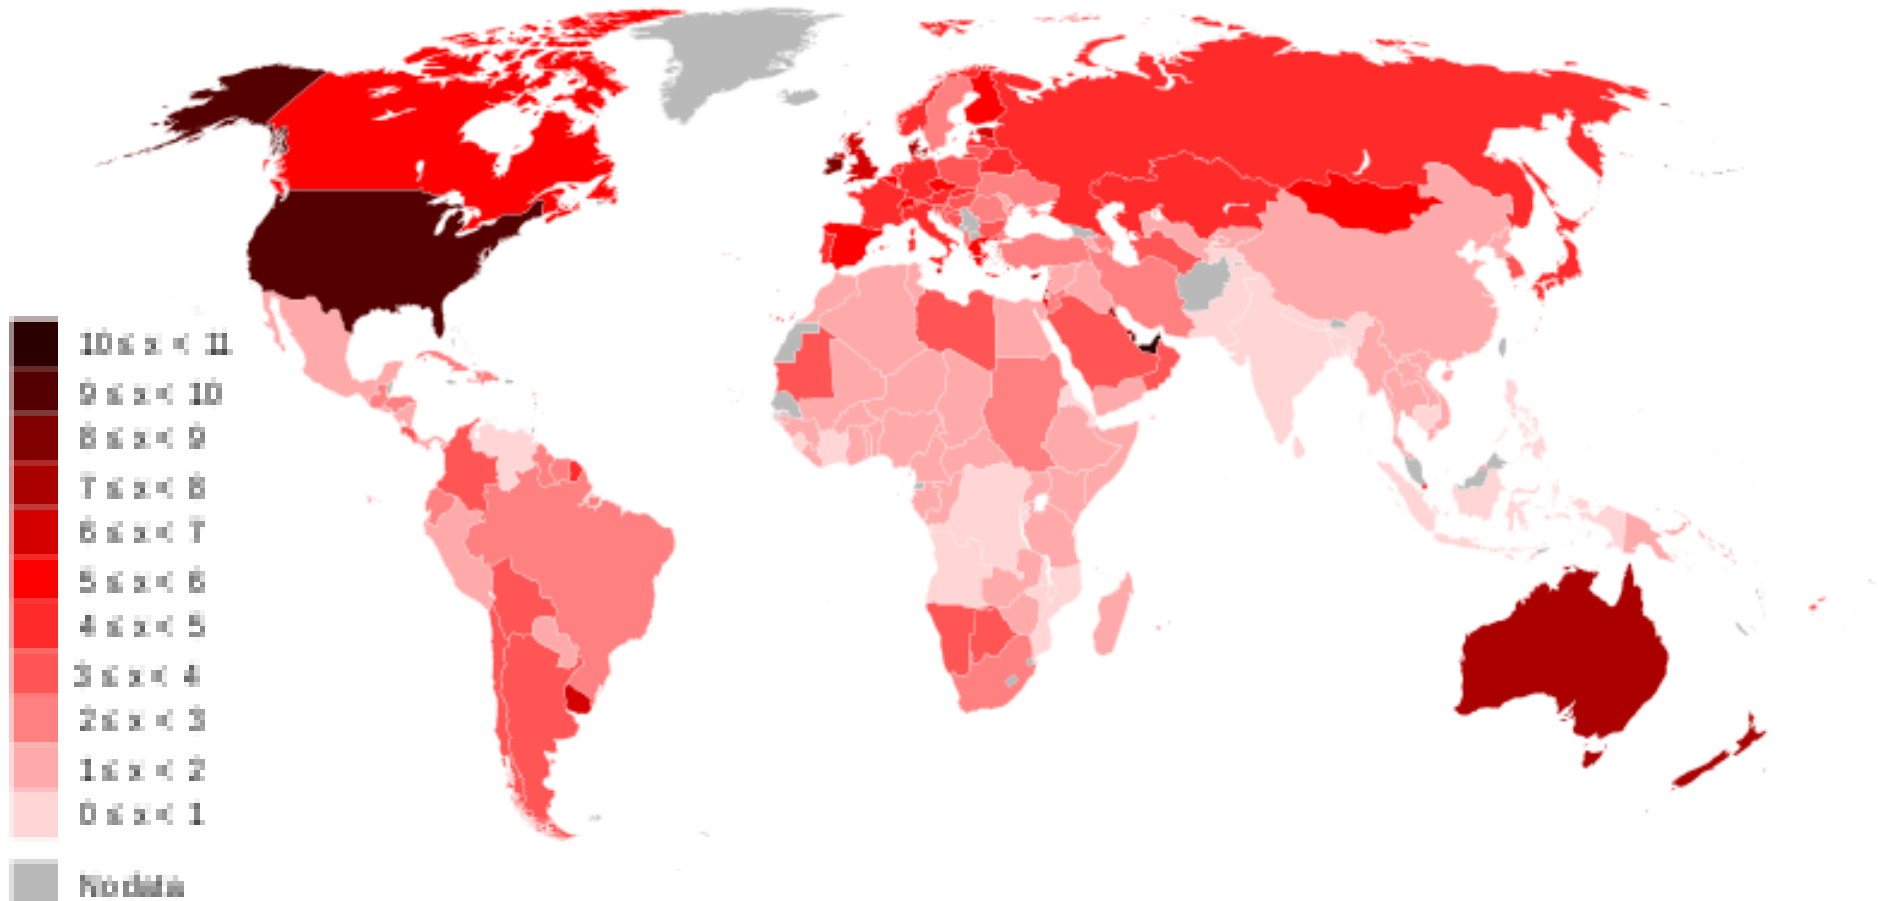 10 ≤ x < 11
9 ≤ x < 10
8 ≤ x < 9
7 ≤ x < 8
6 ≤ x < 7
5 ≤ x < 6
4 ≤ x < 5
3 ≤ x < 4
2 ≤ x < 3
1 ≤ x < 2
0 ≤ x < 1
No data